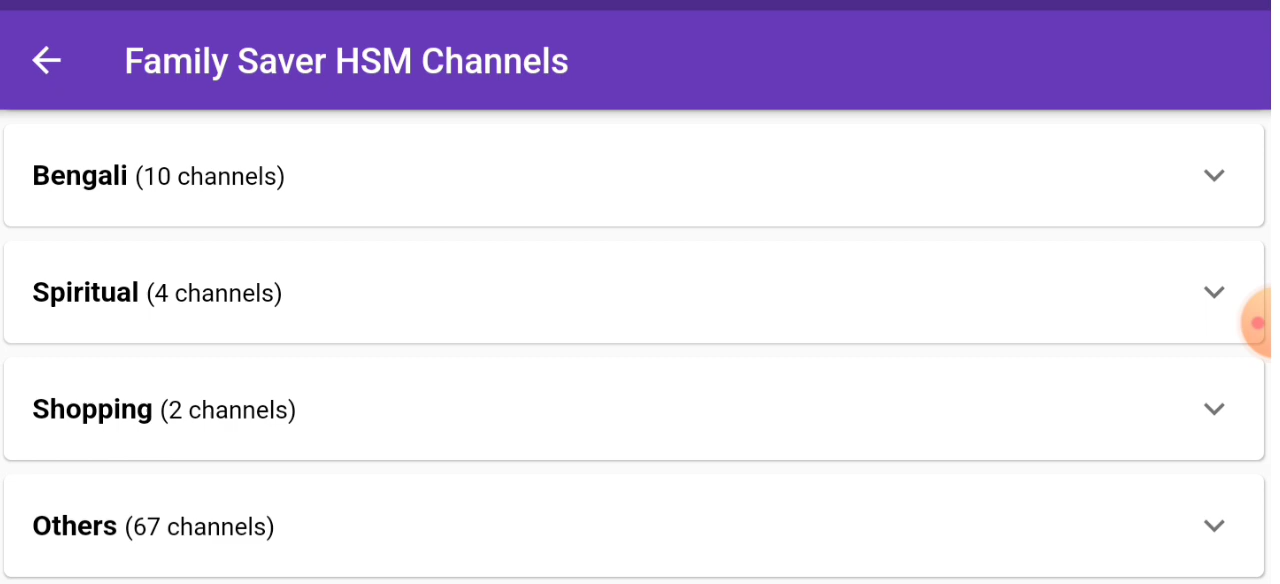 Family Saver HSM Channels
Bengali (10 channels)
Spiritual (4 channels)
Shopping (2 channels)
Others (67 channels)